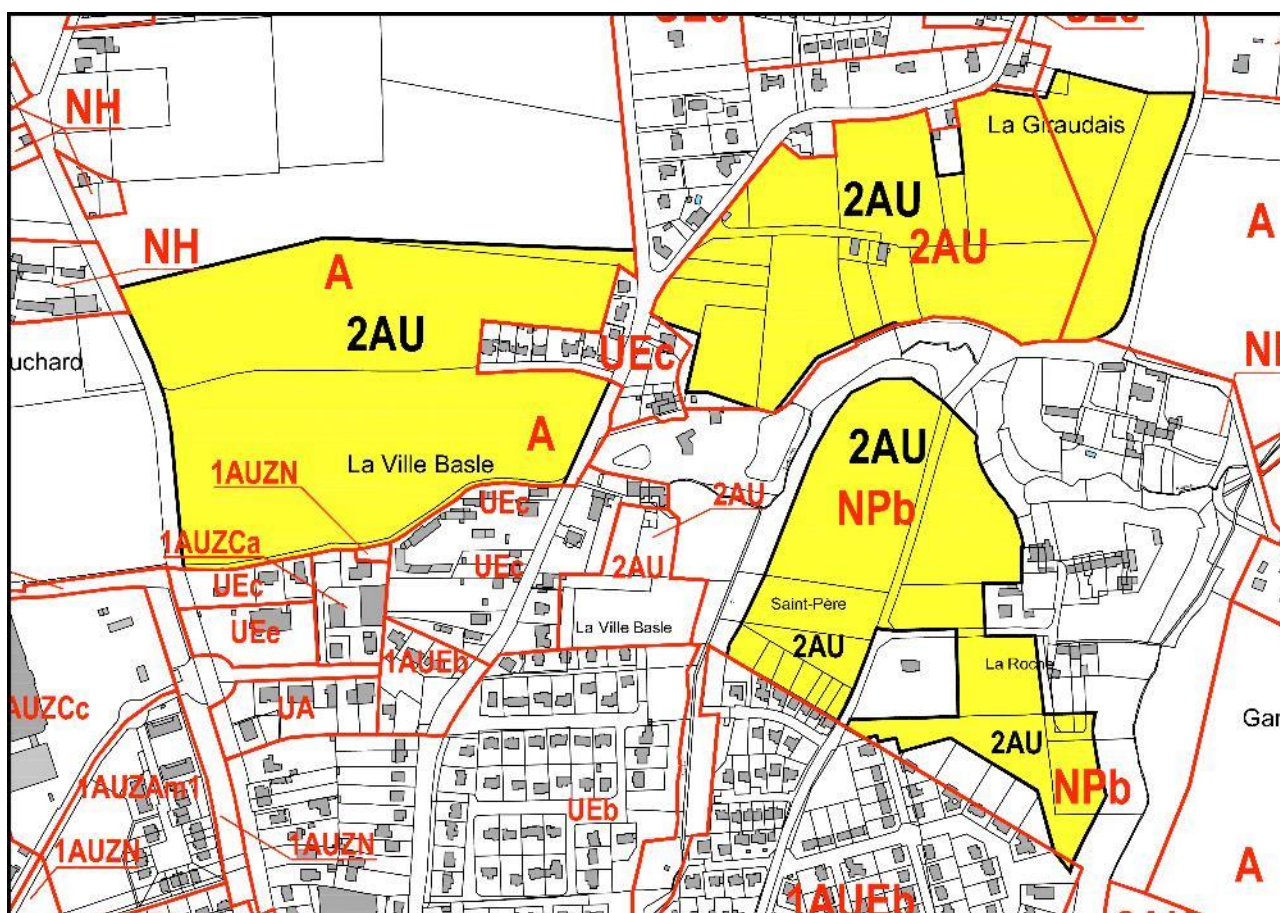 NH
La Giraudais
2AU
2AU
A
NH
A
2AU
uchard
UEc
A
La Ville Basle
1AUZN
UEc
2AU
2AU
NPb
1AUZCa
UEc
2AU
UEc
Saint-Père
UEe
La Ville Basle
2AU
1AUEb
La Roche
AUZCc
UA
2AU
Gar
1AUZAm1
NPb
UEb
1AUZN
1AUZN
A
1AUEb